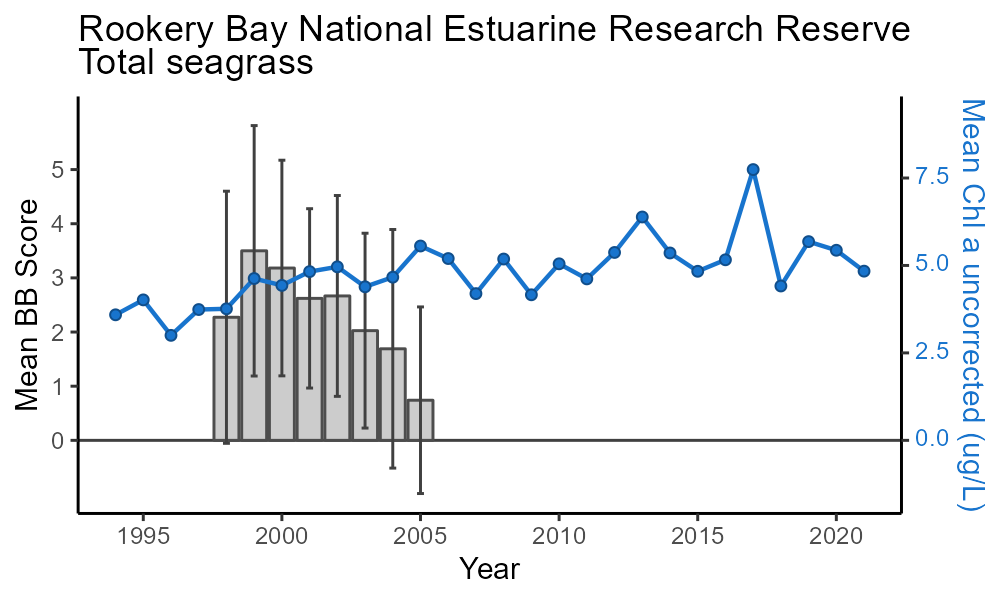 Rookery Bay National Estuarine Research Reserve
Total seagrass
Mean BB Score
5
4
3
2
1
0
7.5
5.0
2.5
0.0
Mean Chl a uncorrected (ug/L)
1995 2000 2005 2010 2015 2020
Year